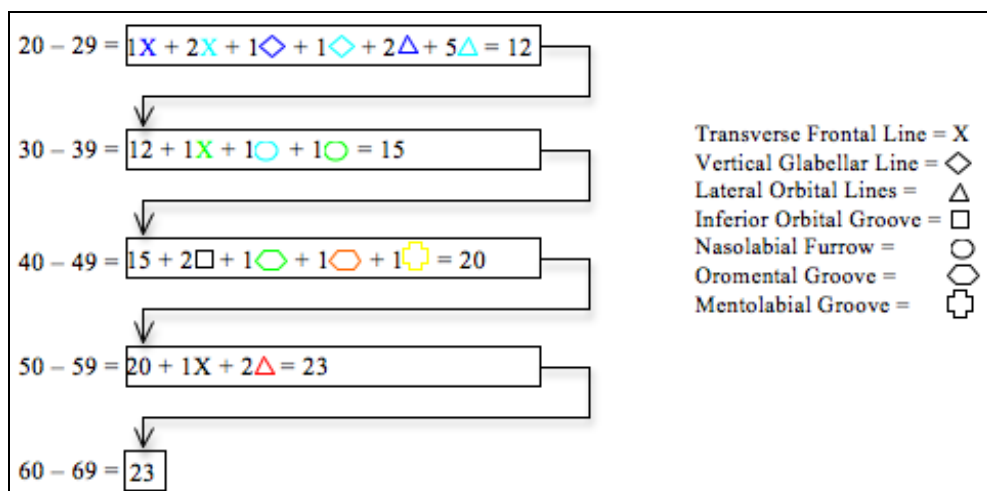 20 – 29 = 1X + 2X + 1◇ + 1◇ + 2△ + 5△ = 12
30 – 39 = 12 + 1X + 1○ + 1○ = 15
40 – 49 = 15 + 2□ + 1⬡ + 1⬡ + 1✚ = 20
50 – 59 = 20 + 1X + 2△ = 23
60 – 69 = 23
Transverse Frontal Line = X
Vertical Glabellar Line = ◇
Lateral Orbital Lines = △
Inferior Orbital Groove = □
Nasolabial Furrow = ○
Oromental Groove = ⬡
Mentolabial Groove = ✚